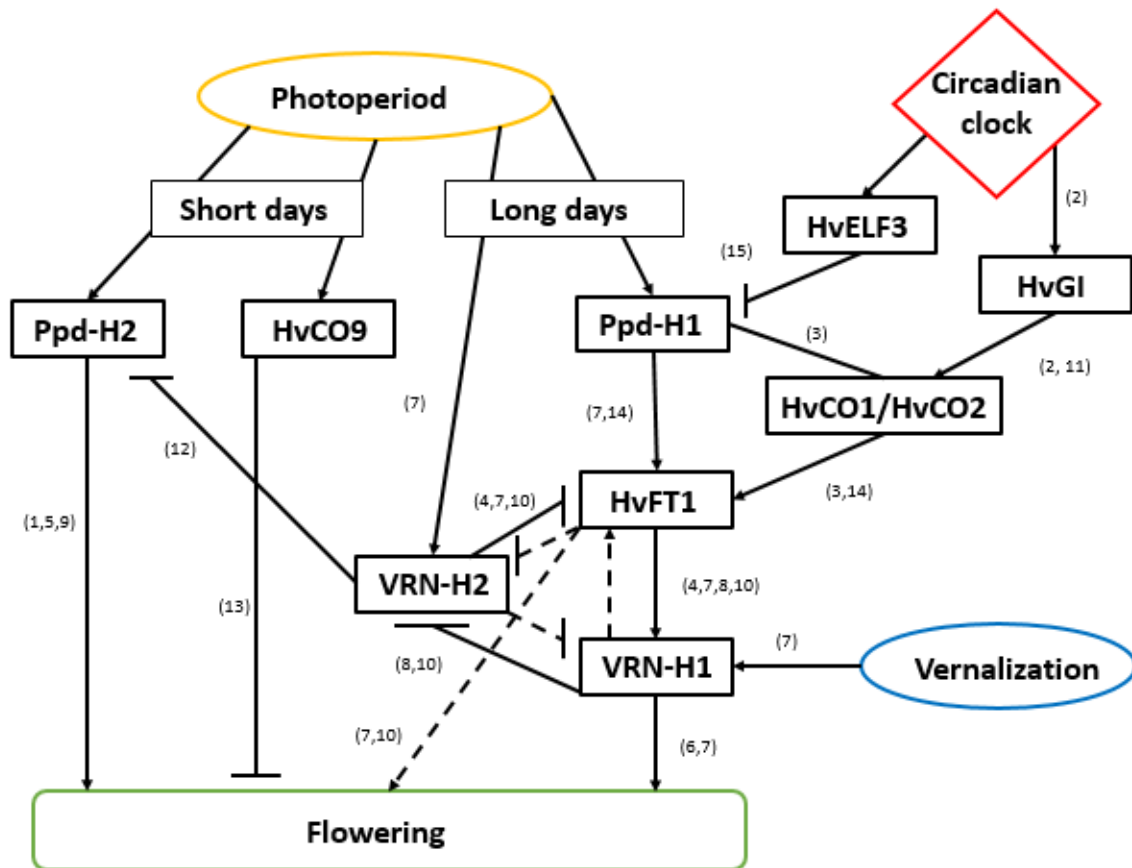 Photoperiod
Circadian
clock
Short days
Long days
HvELF3
(2)
(15)
HvGI
Ppd-H2
HvCO9
Ppd-H1
(3)
(2, 11)
(7)
HvCO1/HvCO2
(7,14)
(12)
(4,7,10)
HvFT1
(3,14)
(1,5,9)
VRN-H2
(4,7,8,10)
(13)
(8,10)
VRN-H1
(7)
Vernalization
(7,10)
(6,7)
Flowering